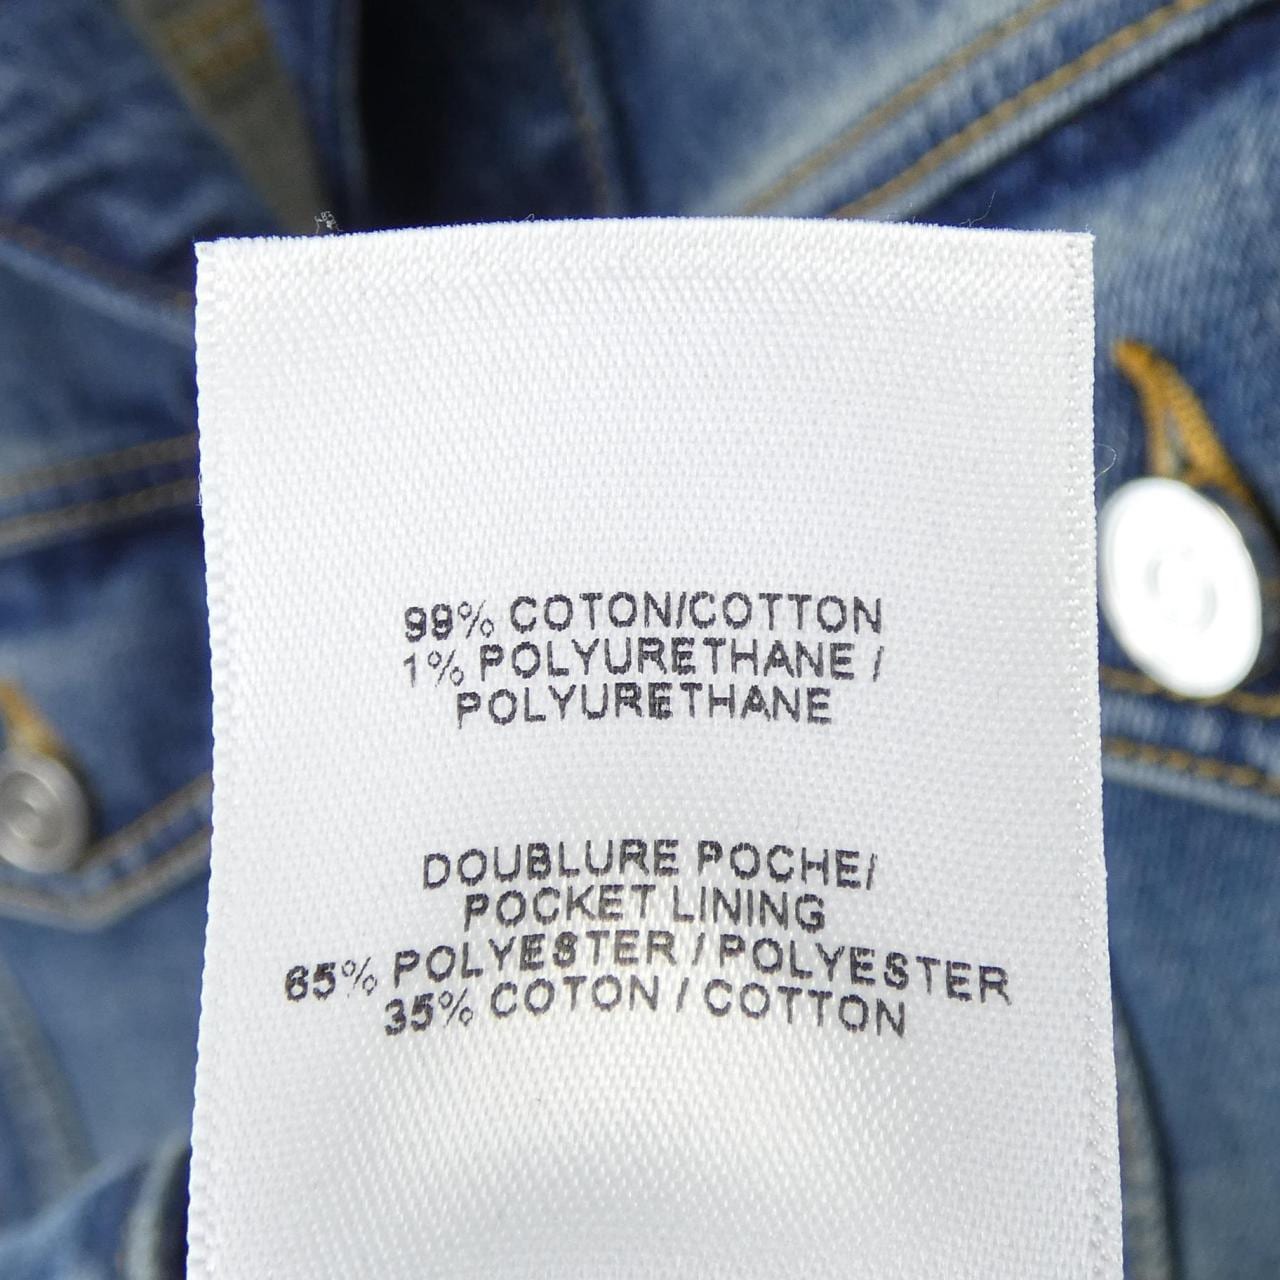 99% COTON/COTTON
1% POLYURETHANE /
POLYURETHANE
DOUBLURE POCHE/
POCKET LINING
65% POLYESTER / POLYESTER
35% COTON / COTTON